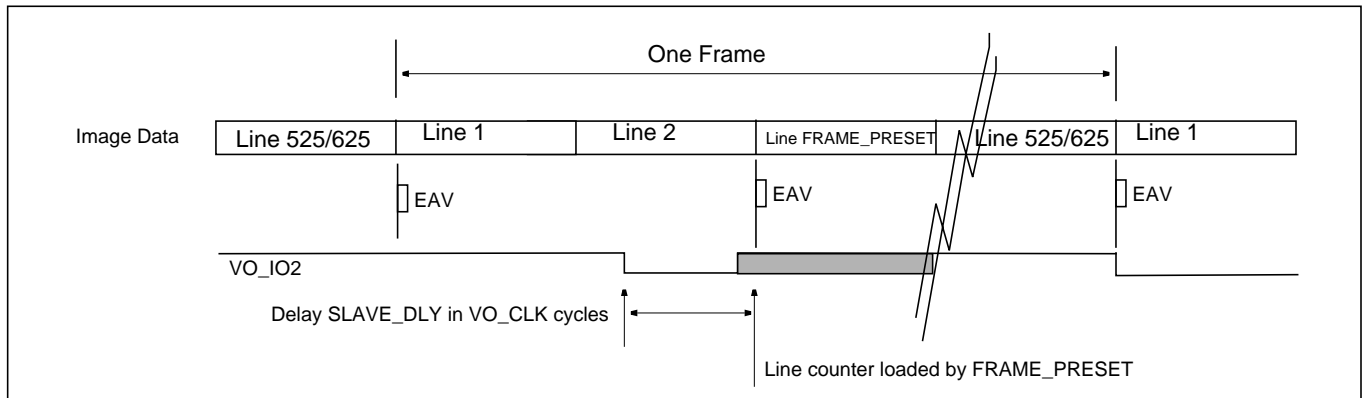 One Frame
Image Data
Line 525/625 Line 1 Line 2 Line FRAME_PRESET Line 525/625 Line 1
EAV EAV EAV
VO_IO2
Delay SLAVE_DLY in VO_CLK cycles
Line counter loaded by FRAME_PRESET